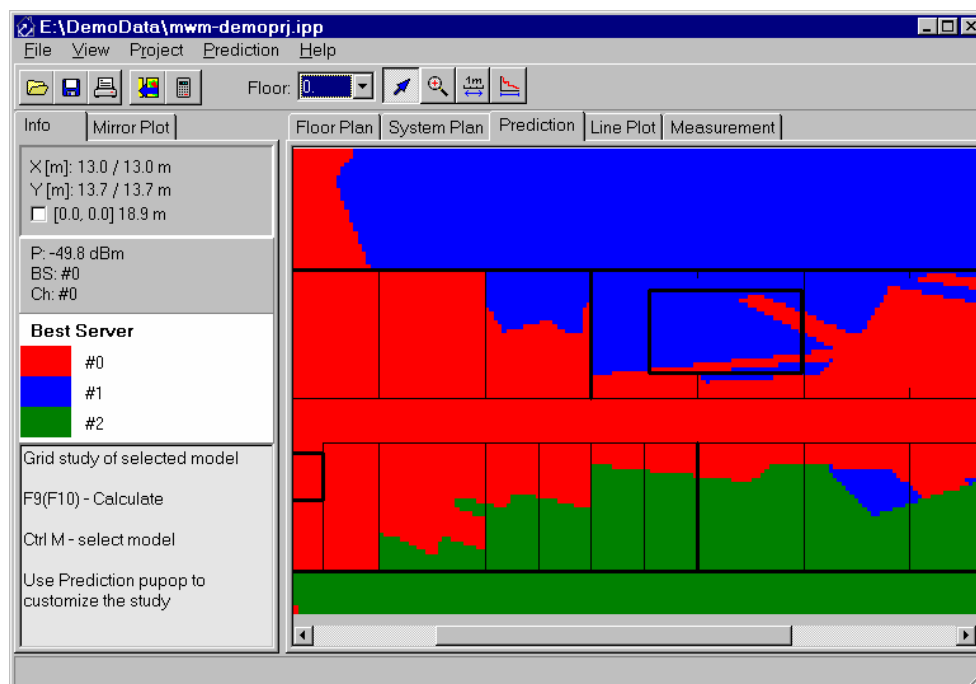 E:\DemoData\mwm-demoprj.ipp
File View Project Prediction Help
Floor: 0.
1m
Info Mirror Plot
Floor Plan System Plan Prediction Line Plot Measurement
X [m]: 13.0 / 13.0 m
Y [m]: 13.7 / 13.7 m
[0.0, 0.0] 18.9 m
P: -49.8 dBm
BS: #0
Ch: #0
Best Server
#0
#1
#2
Grid study of selected model
F9(F10) - Calculate
Ctrl M - select model
Use Prediction pupop to
customize the study